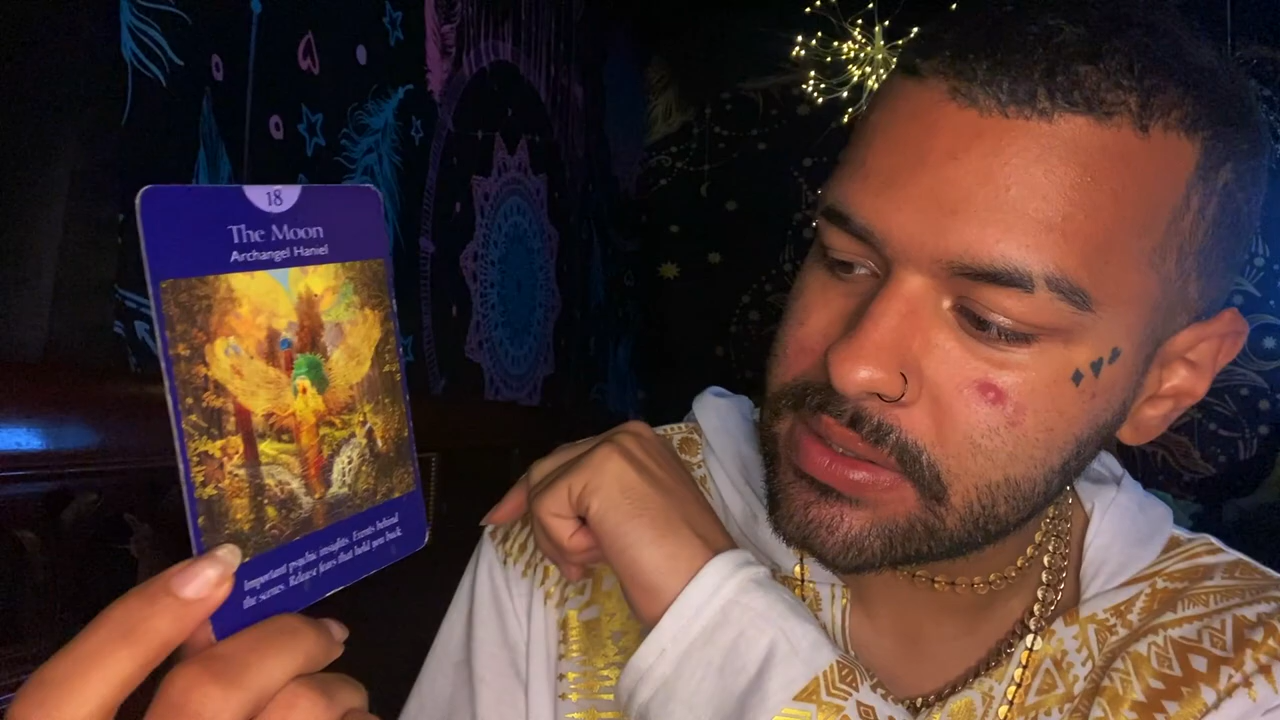 18
The Moon
Archangel Haniel
Important psychic insights. Events behind
the scenes. Release fears that hold you back.